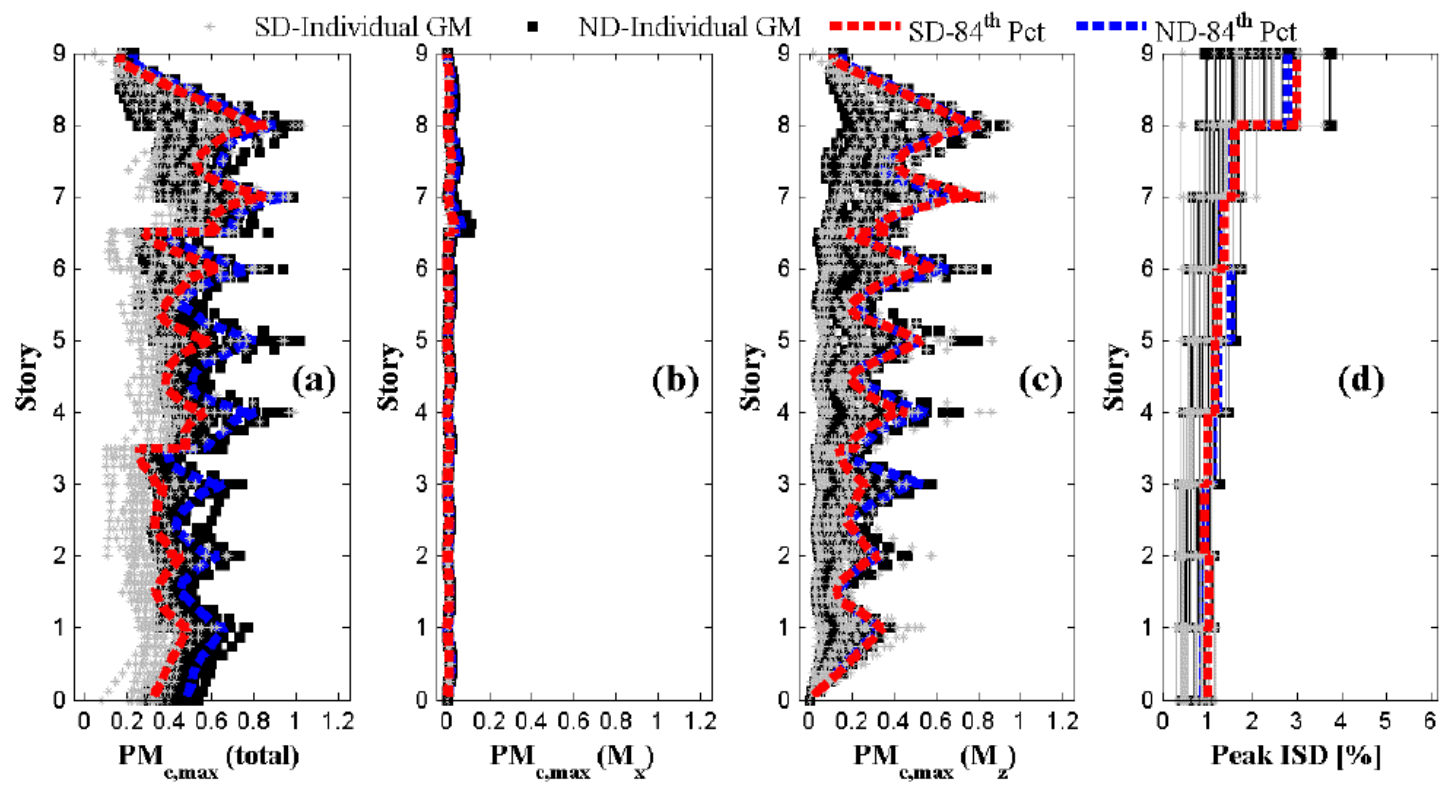 SD-Individual GM ND-Individual GM SD-84th Pct ND-84th Pct
9 8 7 6 5 4 3 2 1 0
Story
(a)
0 0.2 0.4 0.6 0.8 1 1.2
PMc,max (total)
9 8 7 6 5 4 3 2 1 0
Story
(b)
0 0.2 0.4 0.6 0.8 1 1.2
PMc,max (Mx)
9 8 7 6 5 4 3 2 1 0
Story
(c)
0 0.2 0.4 0.6 0.8 1 1.2
PMc,max (Mz)
9 8 7 6 5 4 3 2 1 0
Story
(d)
0 1 2 3 4 5 6
Peak ISD [%]